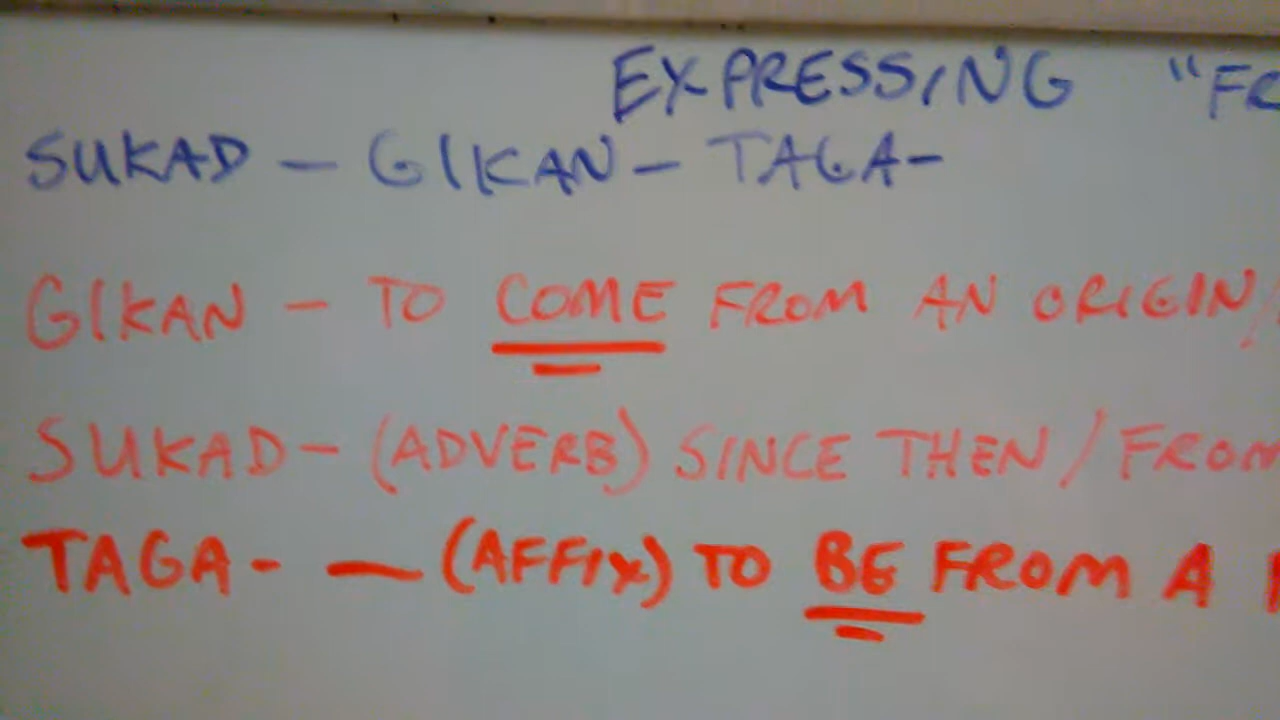 EXPRESSING "FR
SUKAD - GIKAN - TAGA-
GIKAN - TO COME FROM AN ORIGIN/
SUKAD - (ADVERB) SINCE THEN / FROM
TAGA- - (AFFIX) TO BE FROM A